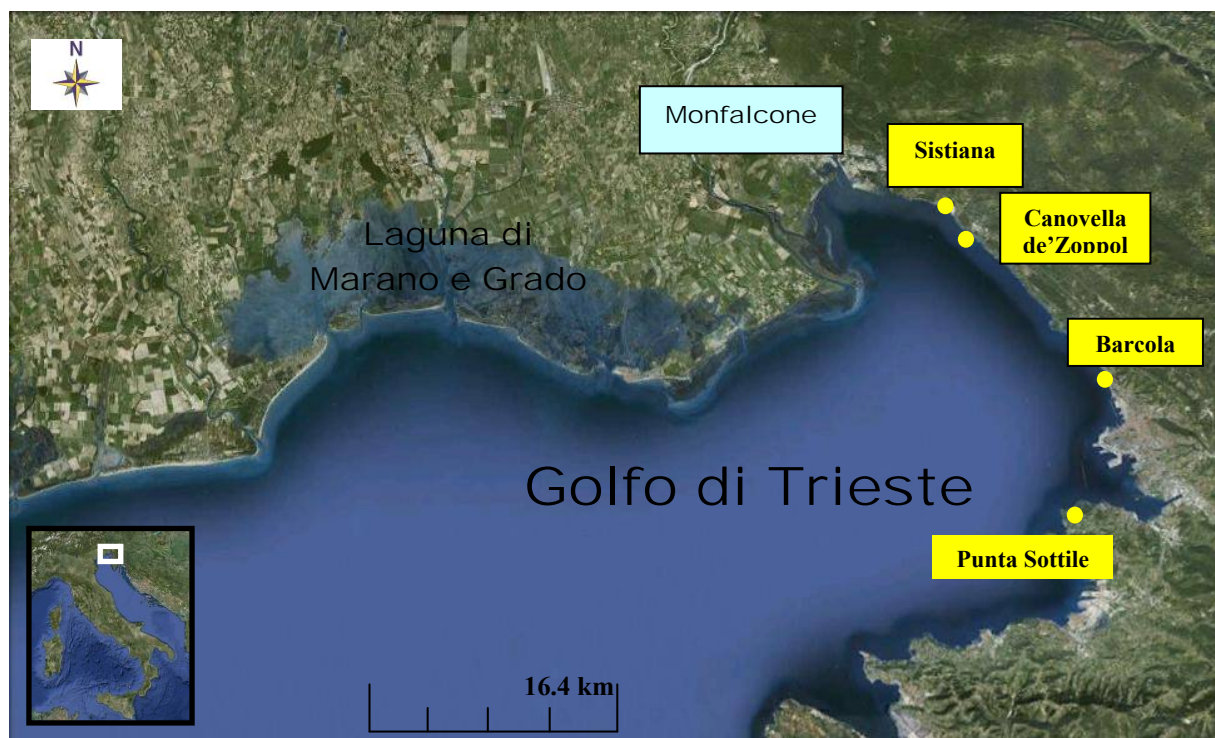 N
Monfalcone
Sistiana
Canovella
de’Zoppol
Barcola
Laguna di
Marano e Grado
Golfo di Trieste
Punta Sottile
16.4 km